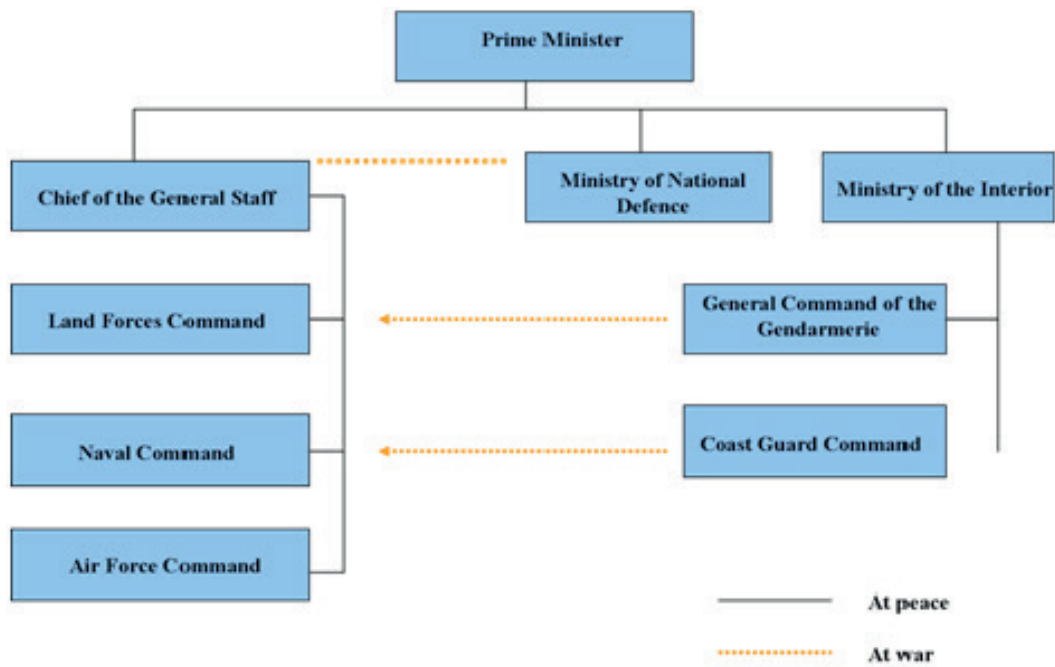 Prime Minister
Chief of the General Staff
Ministry of National
Defence
Ministry of the Interior
Land Forces Command
General Command of the
Gendarmerie
Naval Command
Coast Guard Command
Air Force Command
At peace
At war